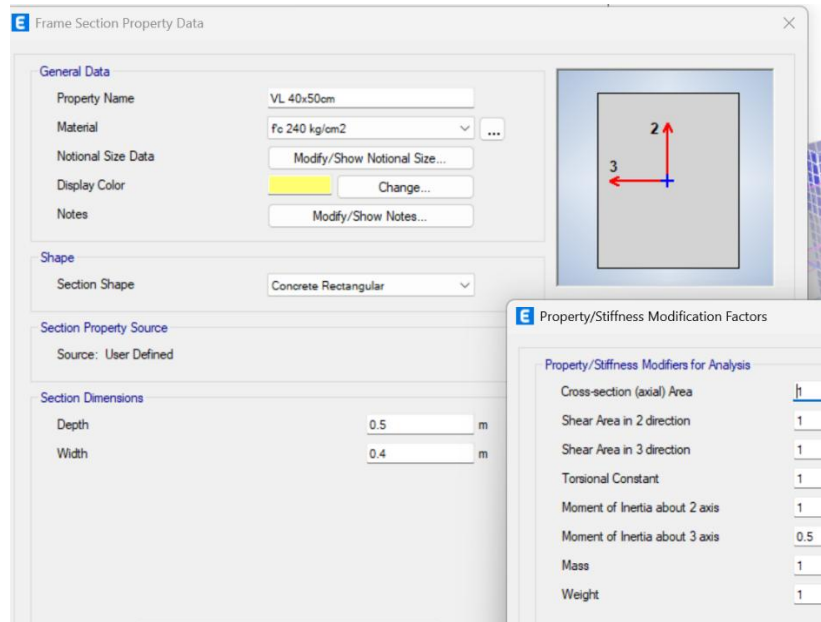 E Frame Section Property Data
General Data
Property Name VL 40x50cm
Material f'c 240 kg/cm2 ...
Notional Size Data Modify/Show Notional Size...
Display Color Change...
Notes Modify/Show Notes...
2
3
Shape
Section Shape Concrete Rectangular
Section Property Source
Source: User Defined
Section Dimensions
Depth 0.5 m
Width 0.4 m
E Property/Stiffness Modification Factors
Property/Stiffness Modifiers for Analysis
Cross-section (axial) Area 1
Shear Area in 2 direction 1
Shear Area in 3 direction 1
Torsional Constant 1
Moment of Inertia about 2 axis 1
Moment of Inertia about 3 axis 0.5
Mass 1
Weight 1